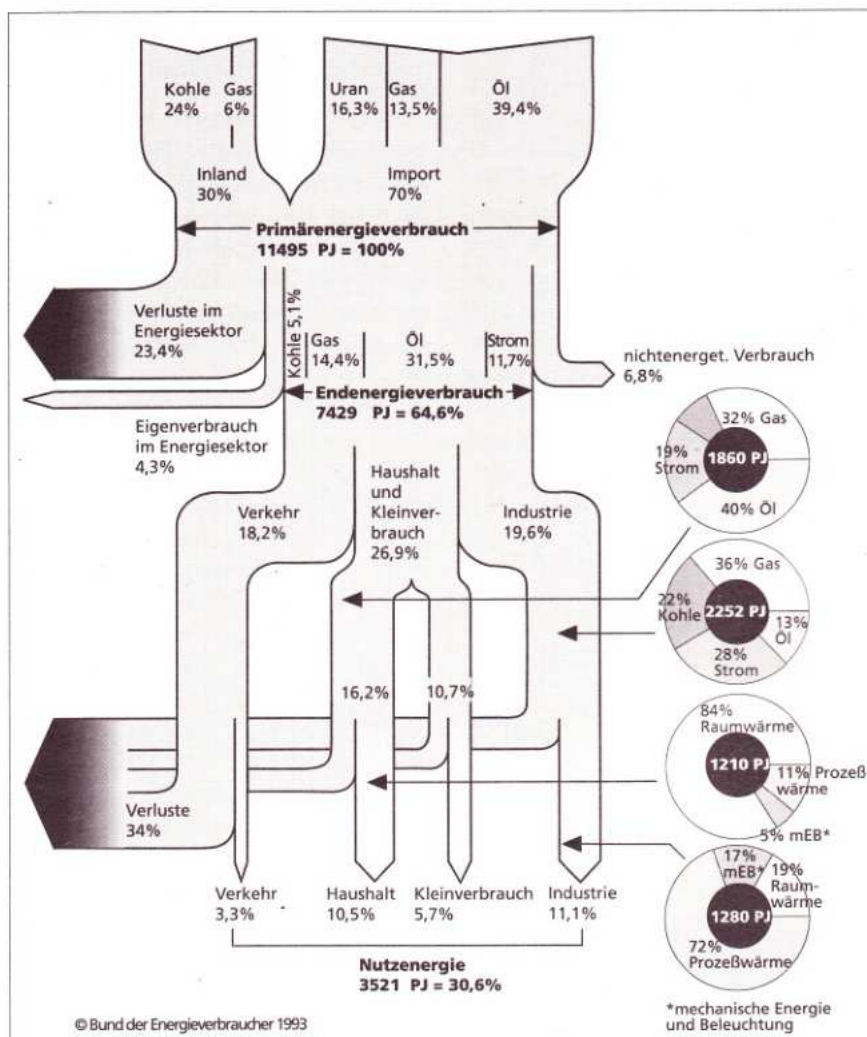 Kohle Gas
24% 6%
Uran Gas Öl
16,3% 13,5% 39,4%
Inland
30%
Import
70%
Primärenergieverbrauch
11495 PJ = 100%
Verluste im
Energiesektor
23,4%
Kohle 5,1%
Gas
14,4%
Öl
31,5%
Strom
11,7%
nichtenerget. Verbrauch
6,8%
Endenergieverbrauch
7429 PJ = 64,6%
Eigenverbrauch
im Energiesektor
4,3%
Verkehr
18,2%
Haushalt
und
Kleinver-
brauch
26,9%
Industrie
19,6%
32% Gas
19%
Strom
1860 PJ
40% Öl
36% Gas
22%
Kohle
2252 PJ
13%
Öl
28%
Strom
16,2% 10,7%
84%
Raumwärme
1210 PJ
11% Prozeß-
wärme
5% mEB*
Verluste
34%
17%
mEB*
19%
Raum-
wärme
1280 PJ
72%
Prozeßwärme
Verkehr
3,3%
Haushalt
10,5%
Kleinverbrauch
5,7%
Industrie
11,1%
Nutzenergie
3521 PJ = 30,6%
*mechanische Energie
und Beleuchtung
© Bund der Energieverbraucher 1993